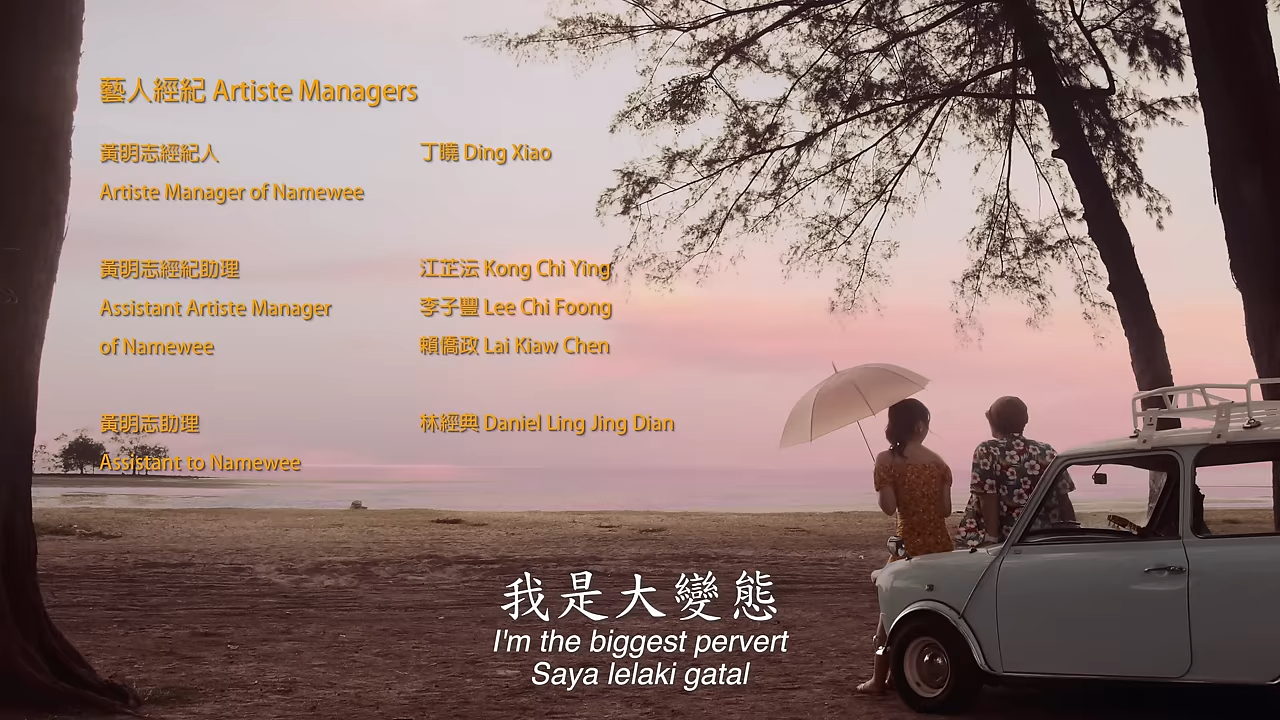 藝人經紀 Artiste Managers
黃明志經紀人 丁曉 Ding Xiao
Artiste Manager of Namewee
黃明志經紀助理 江芷沄 Kong Chi Ying
Assistant Artiste Manager 李子豐 Lee Chi Foong
of Namewee 賴僑政 Lai Kiaw Chen
黃明志助理 林經典 Daniel Ling Jing Dian
Assistant to Namewee
我是大變態
I'm the biggest pervert
Saya lelaki gatal